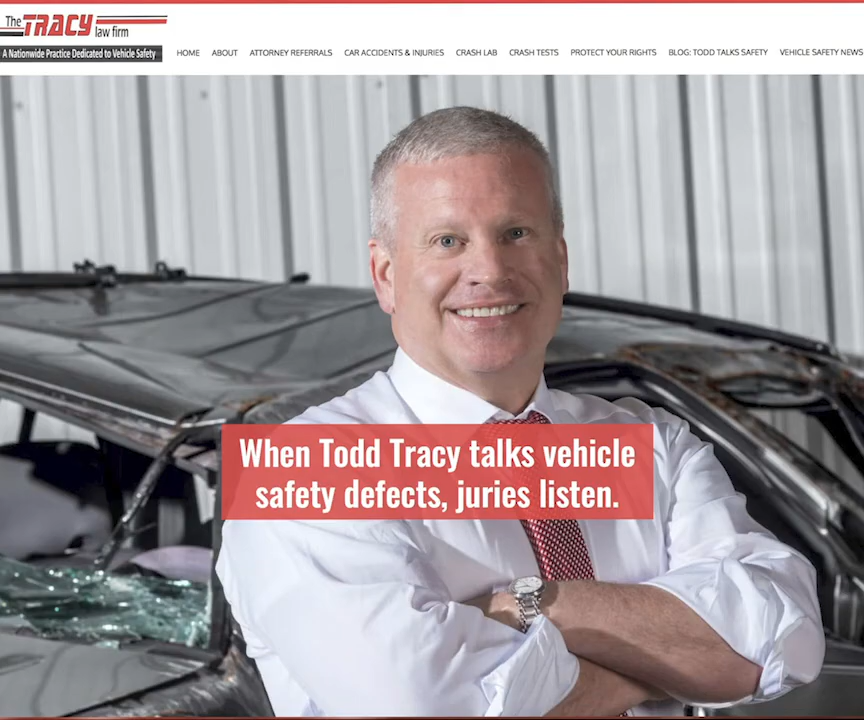 The TRACY law firm
A Nationwide Practice Dedicated to Vehicle Safety
HOME ABOUT ATTORNEY REFERRALS CAR ACCIDENTS & INJURIES CRASH LAB CRASH TESTS PROTECT YOUR RIGHTS BLOG: TODD TALKS SAFETY VEHICLE SAFETY NEWS
When Todd Tracy talks vehicle
safety defects, juries listen.